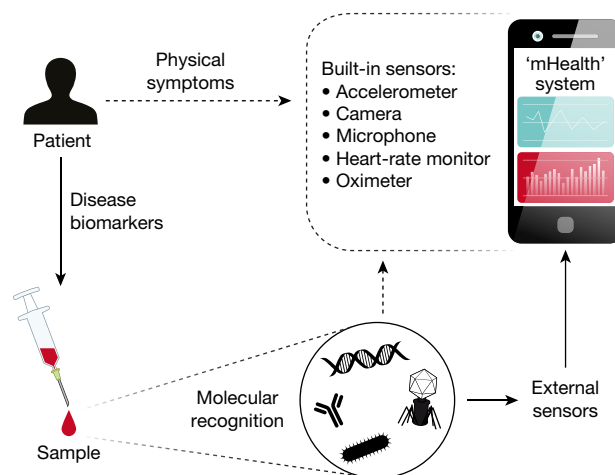 Physical
symptoms
Patient
Disease
biomarkers
Sample
Built-in sensors:
• Accelerometer
• Camera
• Microphone
• Heart-rate monitor
• Oximeter
‘mHealth’
system
Molecular
recognition
External
sensors